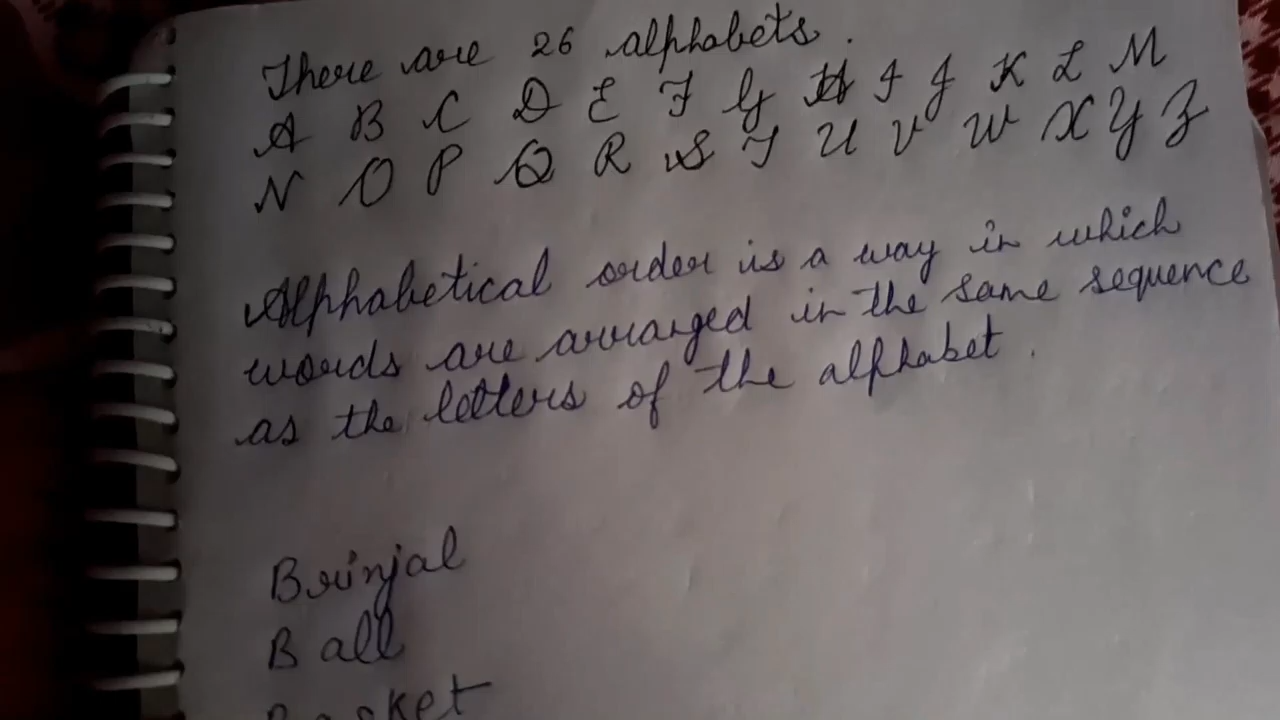 There are 26 alphabets.
A B C D E F G H I J K L M
N O P Q R S T U V W X Y Z
Alphabetical order is a way in which
words are arranged in the same sequence
as the letters of the alphabet.
Brinjal
Ball
Basket